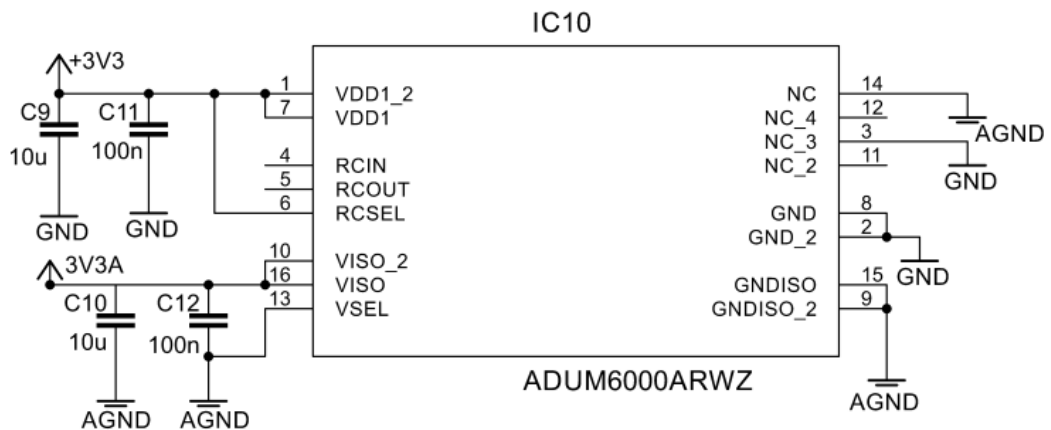 IC10
+3V3
C9
10u
C11
100n
GND
GND
3V3A
C10
10u
C12
100n
AGND
AGND
1 VDD1_2
7 VDD1
4 RCIN
5 RCOUT
6 RCSEL
10 VISO_2
16 VISO
13 VSEL
NC 14
NC_4 12
NC_3 3
NC_2 11
GND 8
GND_2 2
GNDISO 15
GNDISO_2 9
AGND
GND
GND
AGND
ADUM6000ARWZ